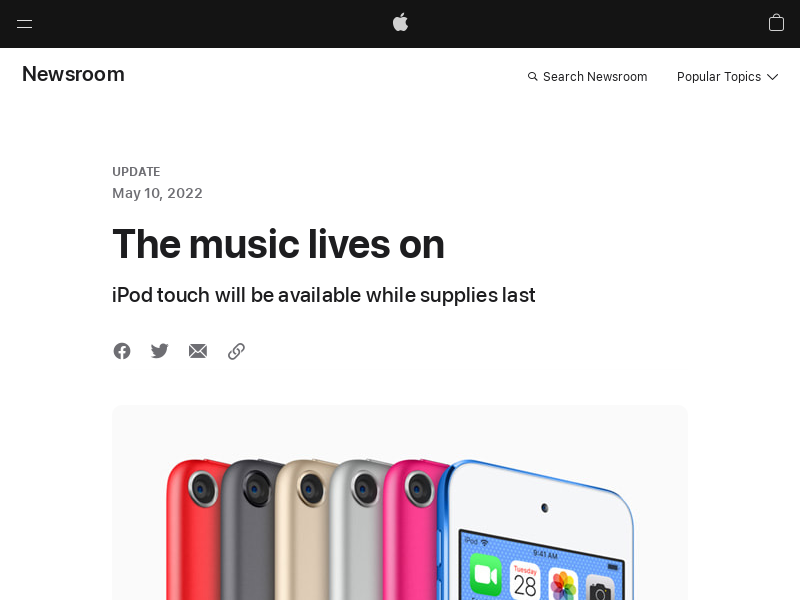 Newsroom
Search Newsroom
Popular Topics
UPDATE
May 10, 2022
The music lives on
iPod touch will be available while supplies last
iPod
9:41 AM
Tuesday
28